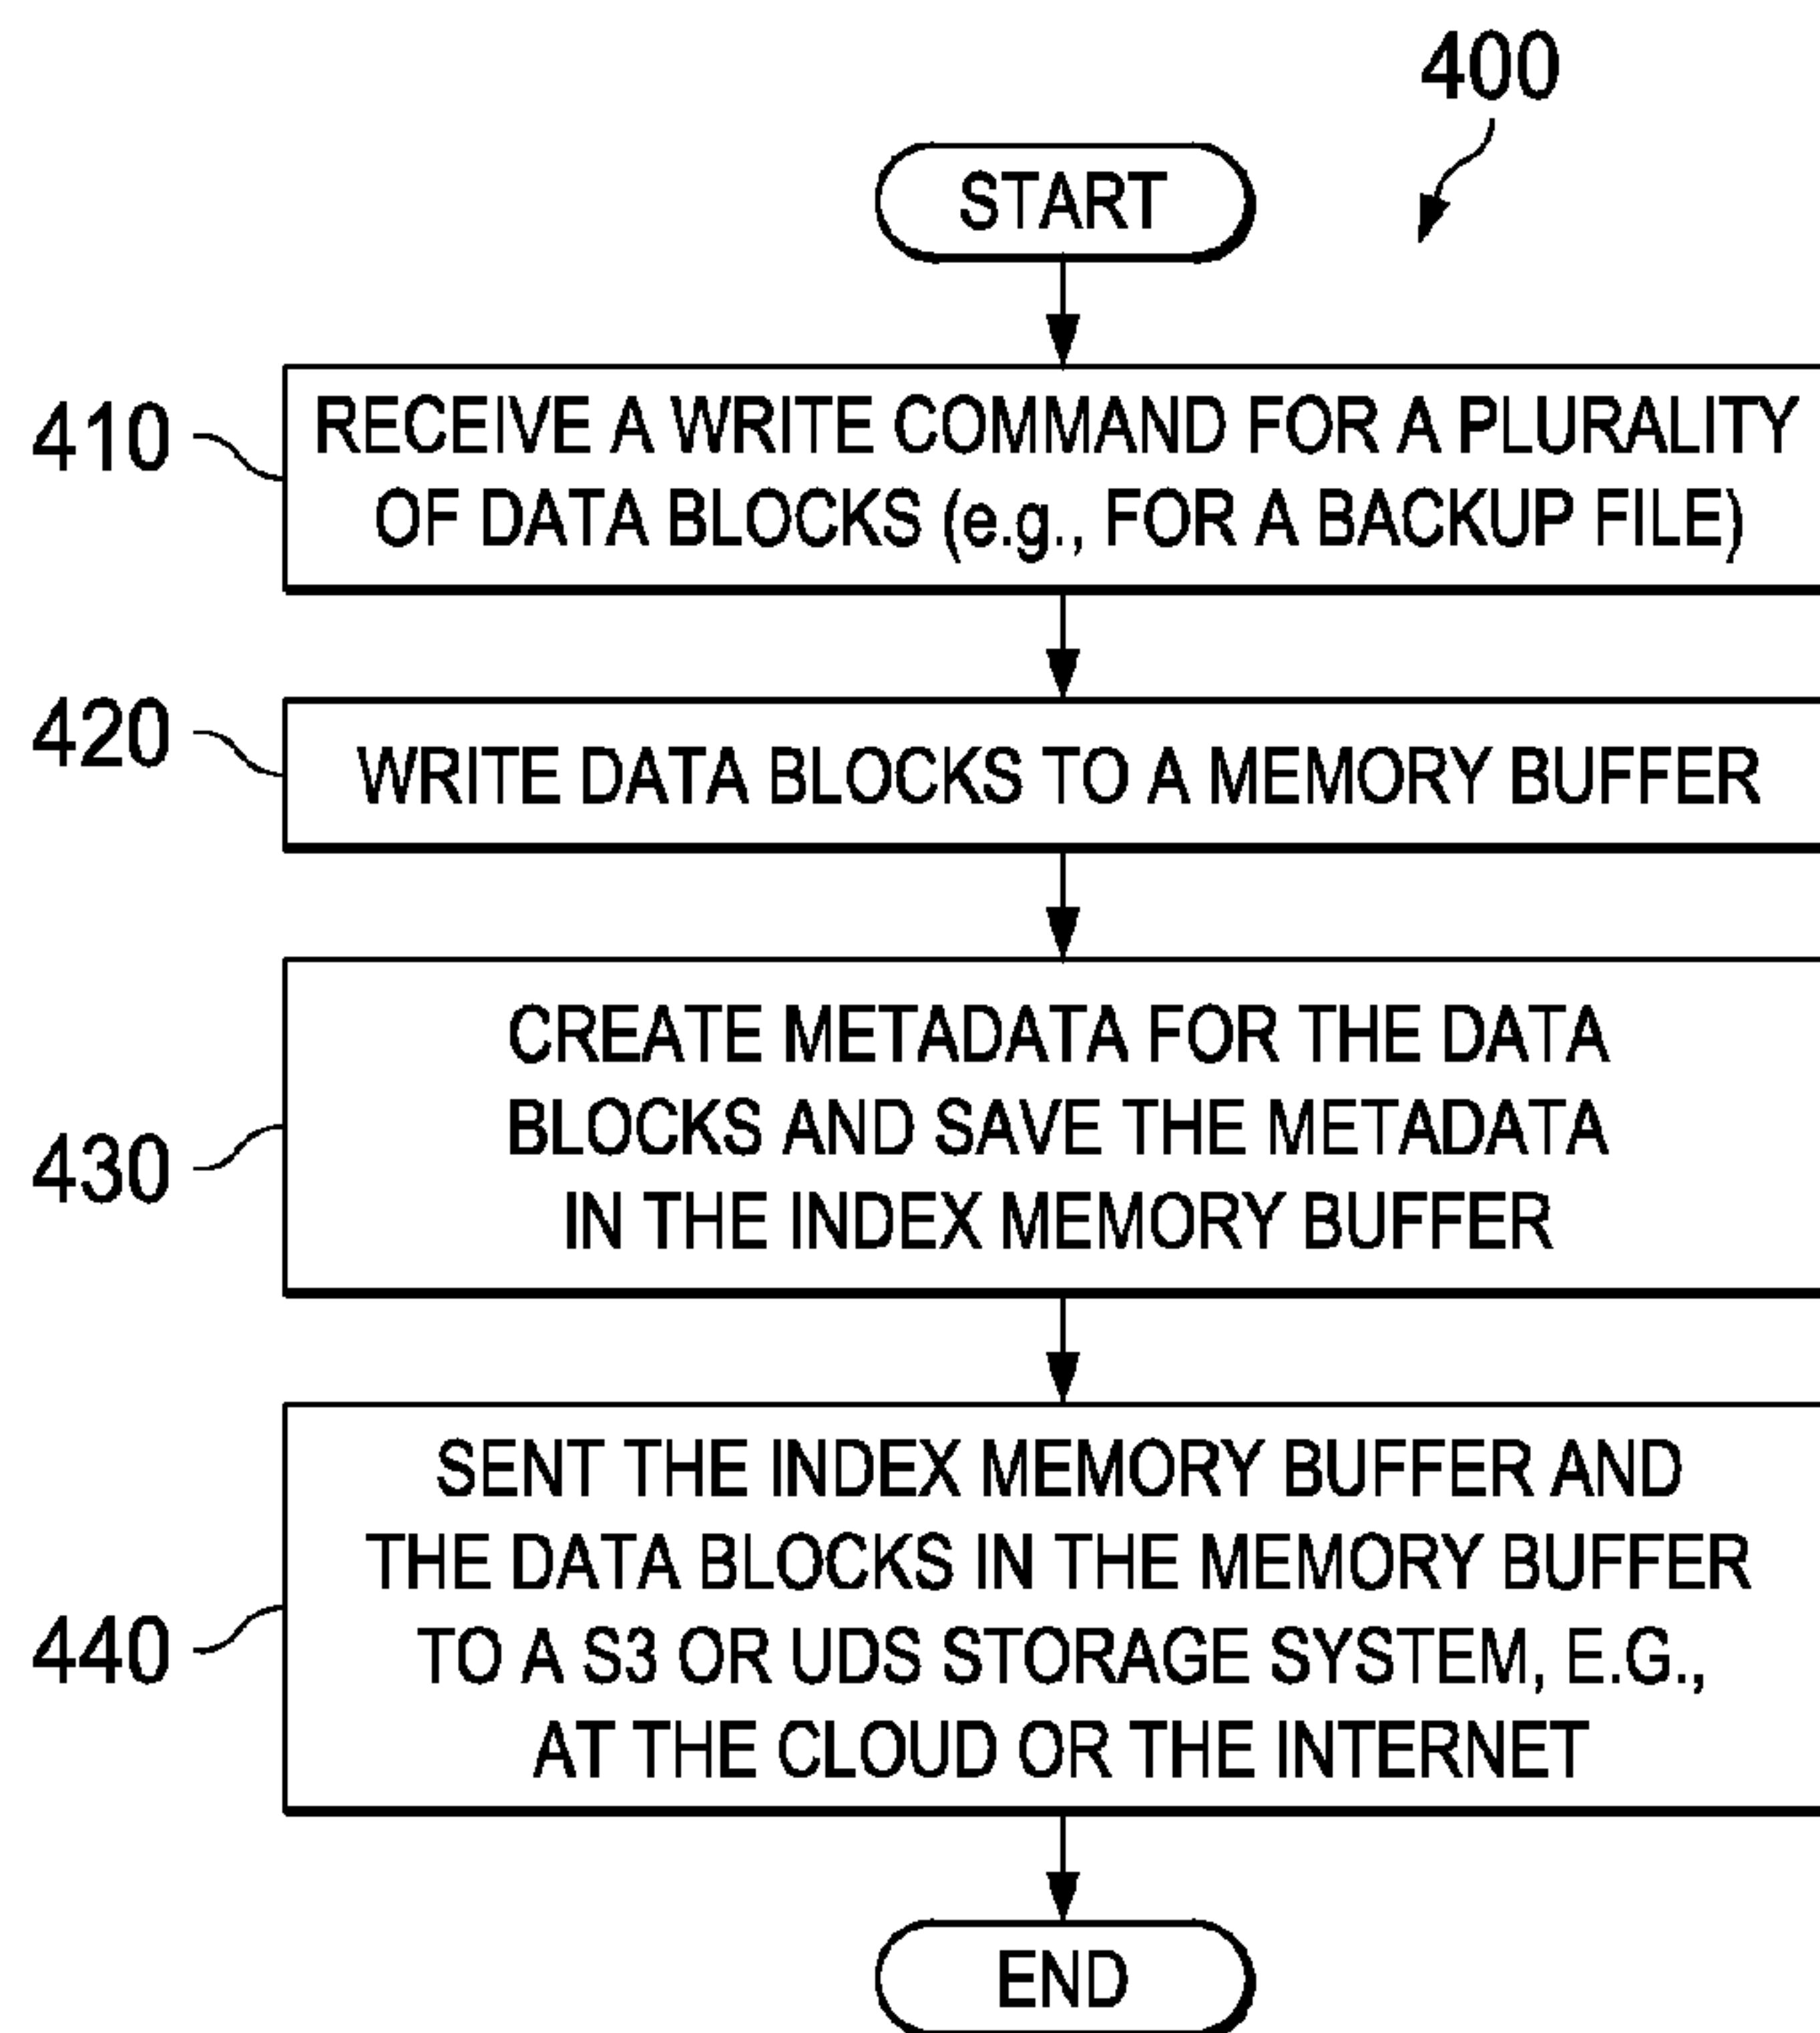 400
START
410
RECEIVE A WRITE COMMAND FOR A PLURALITY
OF DATA BLOCKS (e.g., FOR A BACKUP FILE)
420
WRITE DATA BLOCKS TO A MEMORY BUFFER
CREATE METADATA FOR THE DATA
BLOCKS AND SAVE THE METADATA
IN THE INDEX MEMORY BUFFER
430
SENT THE INDEX MEMORY BUFFER AND
THE DATA BLOCKS IN THE MEMORY BUFFER
TO A S3 OR UDS STORAGE SYSTEM, E.G.,
AT THE CLOUD OR THE INTERNET
440
END